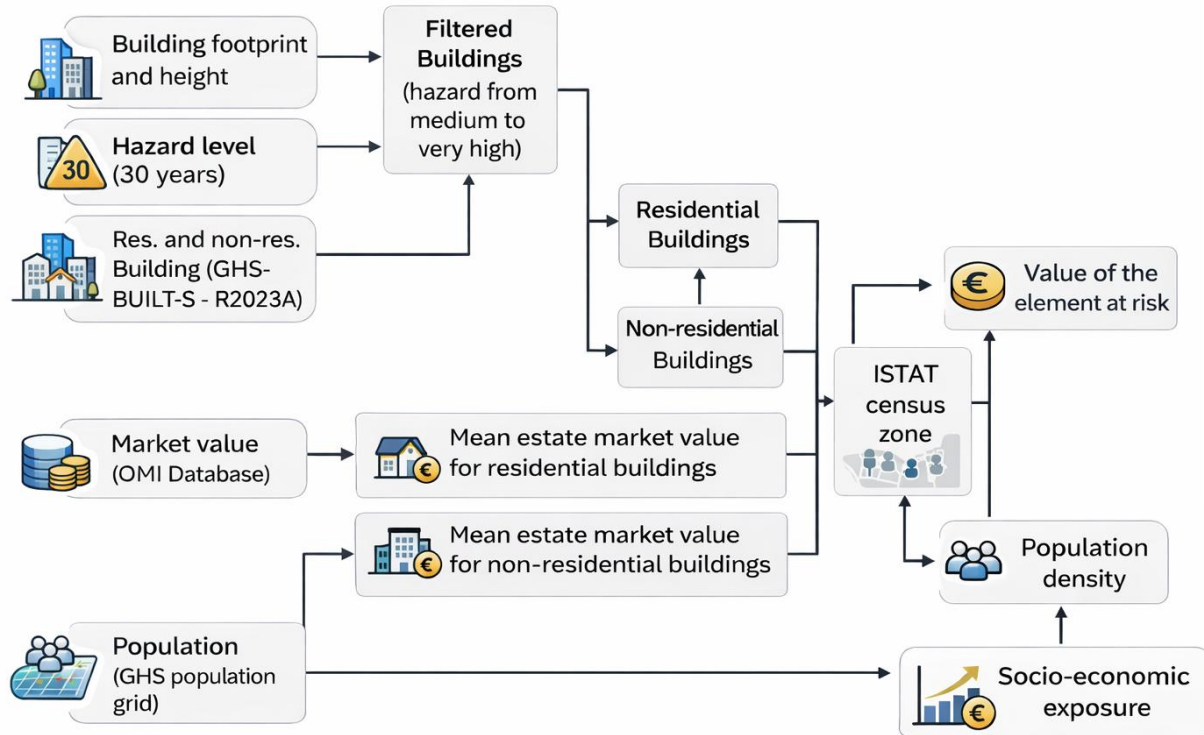 Building footprint
and height
Hazard level
(30 years)
30
Res. and non-res.
Building (GHS-
BUILT-S - R2023A)
Filtered
Buildings
(hazard from
medium to
very high)
Residential
Buildings
Non-residential
Buildings
Value of the
element at risk
€
ISTAT
census
zone
Market value
(OMI Database)
Mean estate market value
for residential buildings
€
Mean estate market value
for non-residential buildings
€
Population
density
Population
(GHS population
grid)
Socio-economic
exposure
€